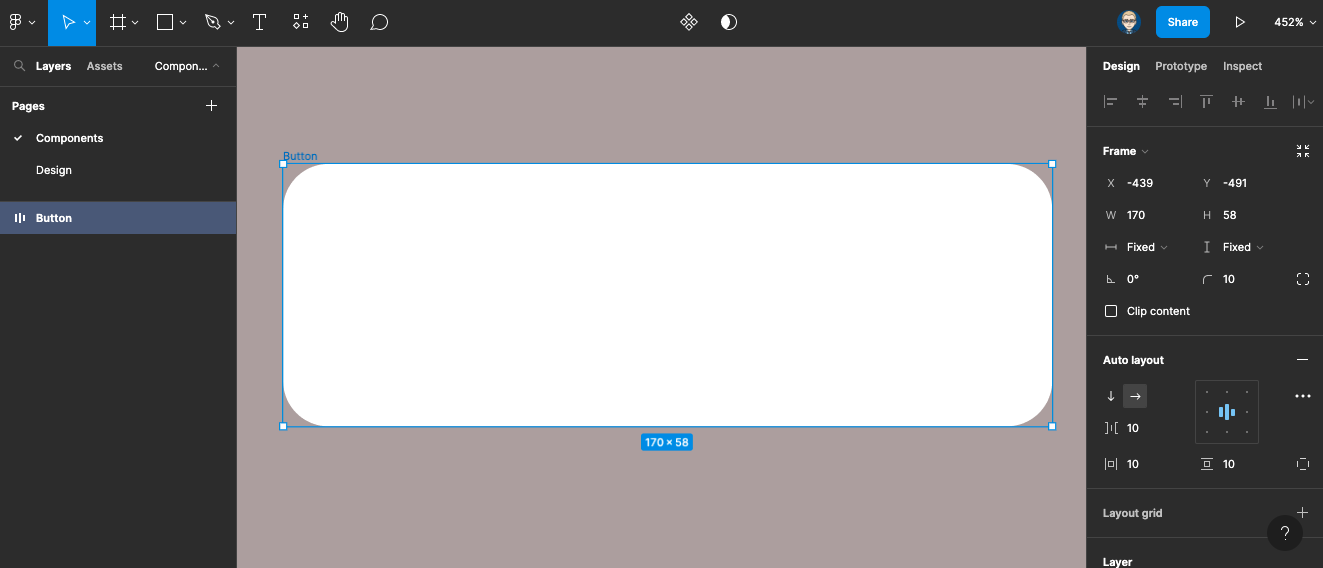 Share
452%
Layers Assets Compon...
Pages
Components
Design
Button
Button
170 × 58
Design Prototype Inspect
Frame
X -439 Y -491
W 170 H 58
Fixed Fixed
0° 10
Clip content
Auto layout
10
10 10
Layout grid
?
Layer